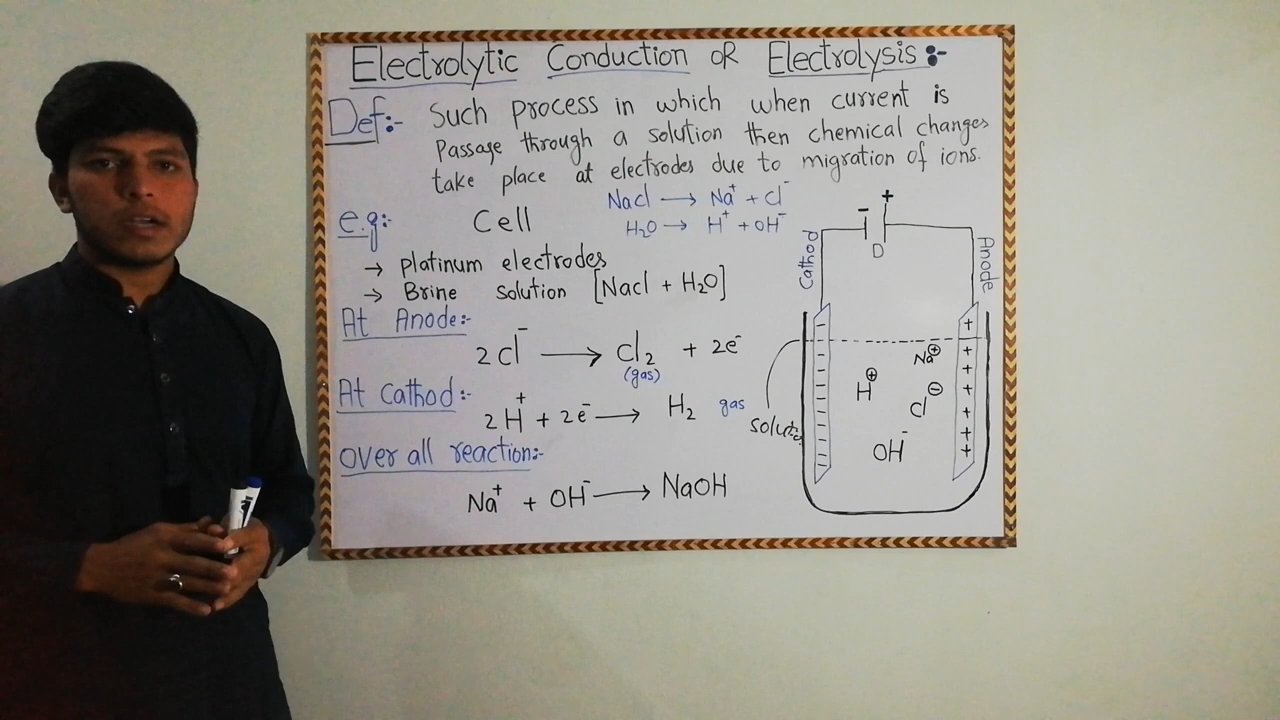 Electrolytic Conduction OR Electrolysis:-
Def:- Such process in which when current is
Passage through a solution then chemical changes
take place at electrodes due to migration of ions.
Nacl → Na+ + Cl-
H2O → H+ + OH-
e.g:- Cell
→ platinum electrodes
→ Brine solution [Nacl + H2O]
At Anode:-
2Cl- → Cl2 + 2e-
(gas)
At Cathod:-
2H+ + 2e- → H2 gas
over all reaction:-
Na+ + OH- → NaOH
- +
D
Cathod
Anode
Na+
H+
Cl-
OH-